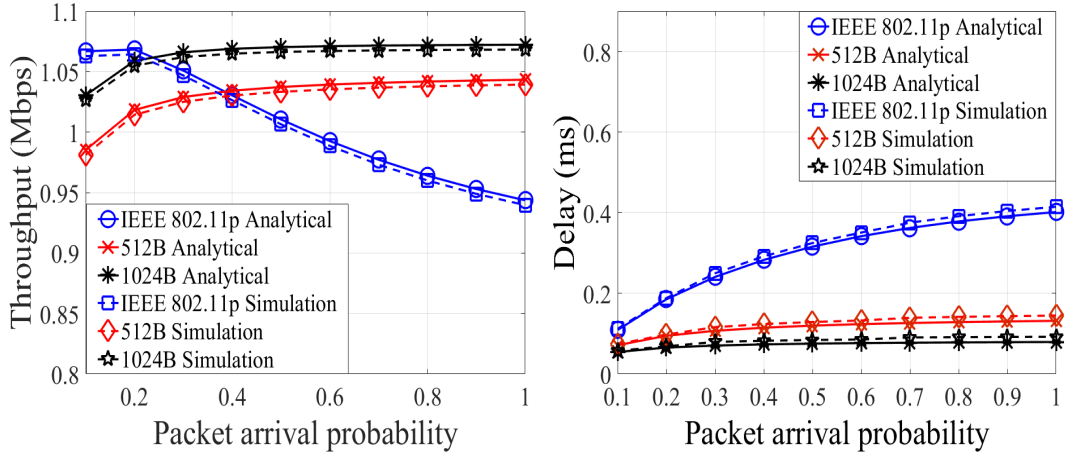 Throughput (Mbps)
1.1
1.05
1
0.95
0.9
0.85
0.8
IEEE 802.11p Analytical
512B Analytical
1024B Analytical
IEEE 802.11p Simulation
512B Simulation
1024B Simulation
0.2 0.4 0.6 0.8 1
Packet arrival probability
Delay (ms)
0.8
0.6
0.4
0.2
0
IEEE 802.11p Analytical
512B Analytical
1024B Analytical
IEEE 802.11p Simulation
512B Simulation
1024B Simulation
0.1 0.2 0.3 0.4 0.5 0.6 0.7 0.8 0.9 1
Packet arrival probability